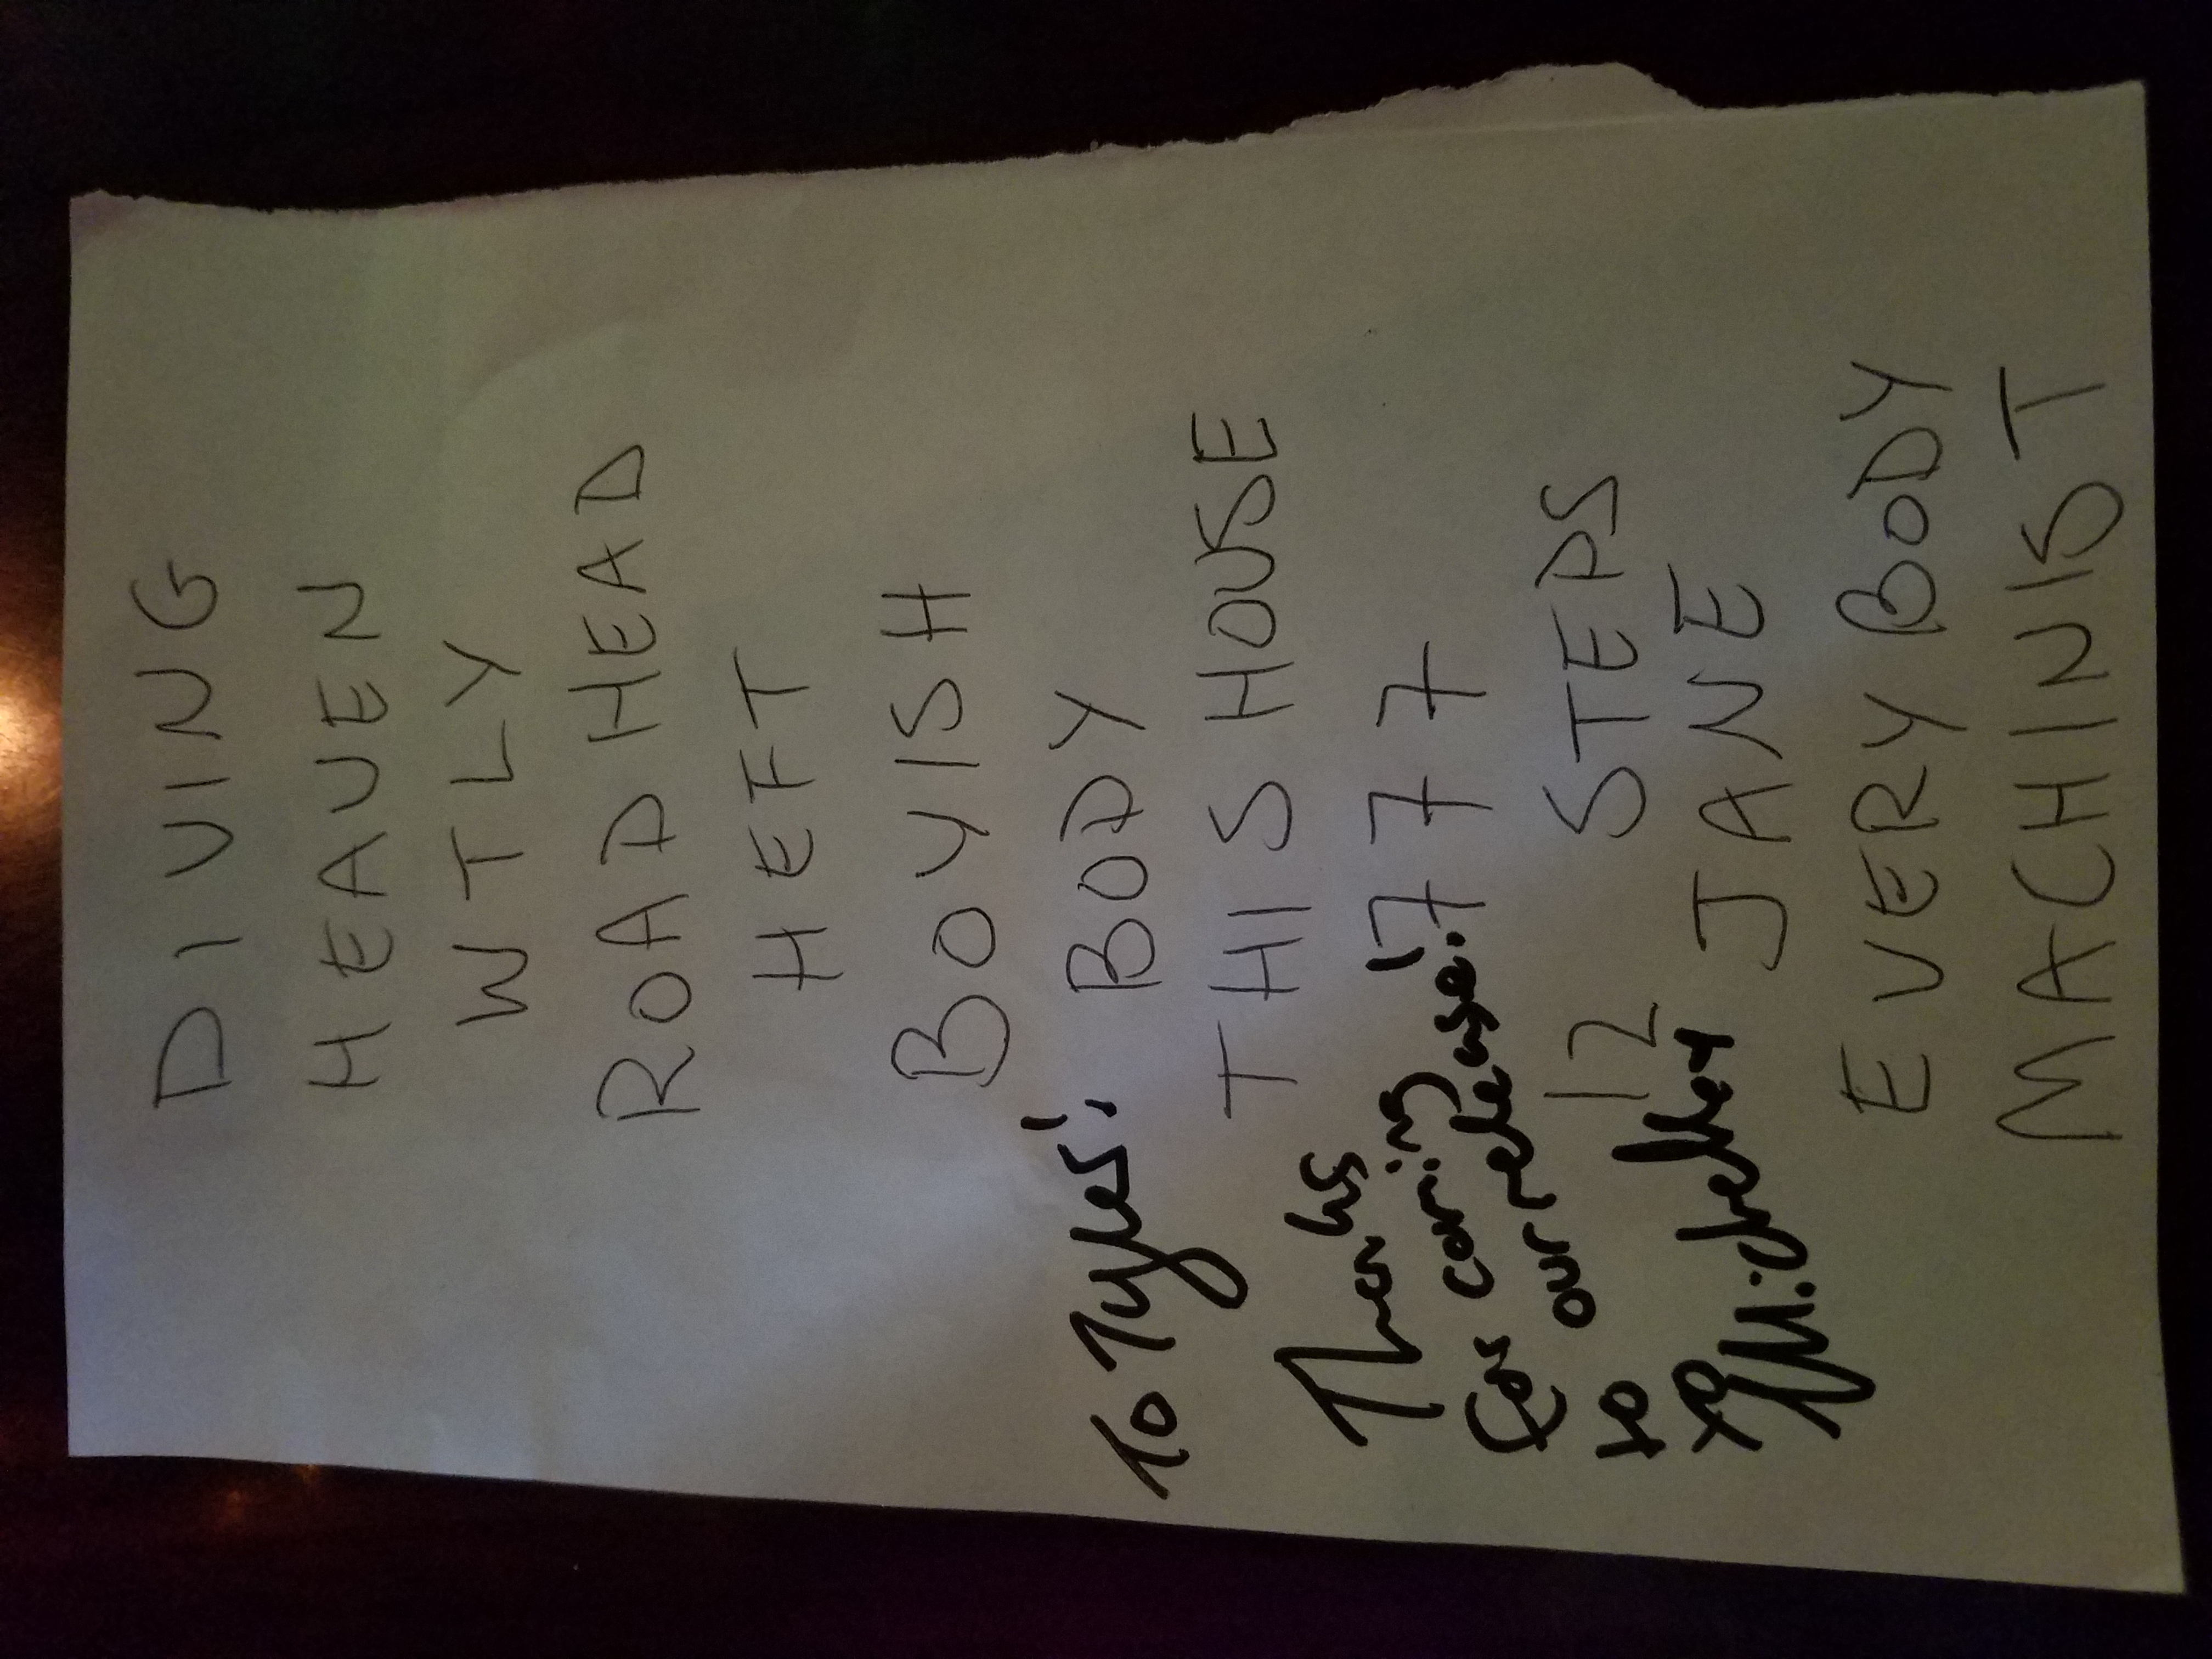 DIVING
HEAVEN
WTLY
ROAD HEAD
HEFT
BOYISH
BODY
THIS HOUSE
777
12 STEPS
JANE
EVERYBODY
MACHINIST
To Tyler!
Thanks
for coming
to our release!
xo
Michelle